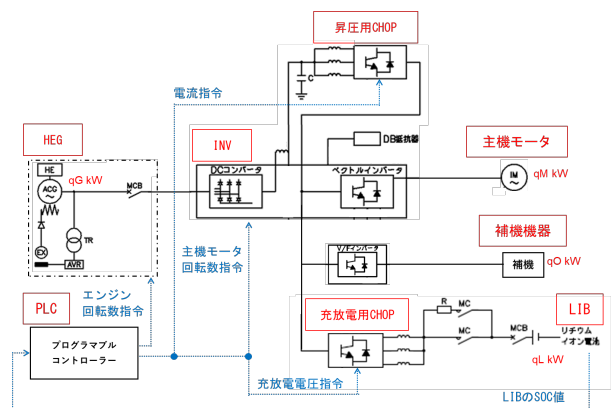 昇圧用CHOP
C
電流指令
HEG
INV
DB抵抗器
主機モータ
HE
qG kW
ACG
～
MCB
DCコンバータ
ベクトルインバータ
IM
～
qM kW
TR
EX
AVR
主機モータ
回転数指令
V/Fインバータ
補機機器
補機
qO kW
PLC
エンジン
回転数指令
充放電用CHOP
R
MC
MC
MCB
LIB
リチウム
イオン電池
qL kW
プログラマブル
コントローラー
充放電電圧指令
LIBのSOC値